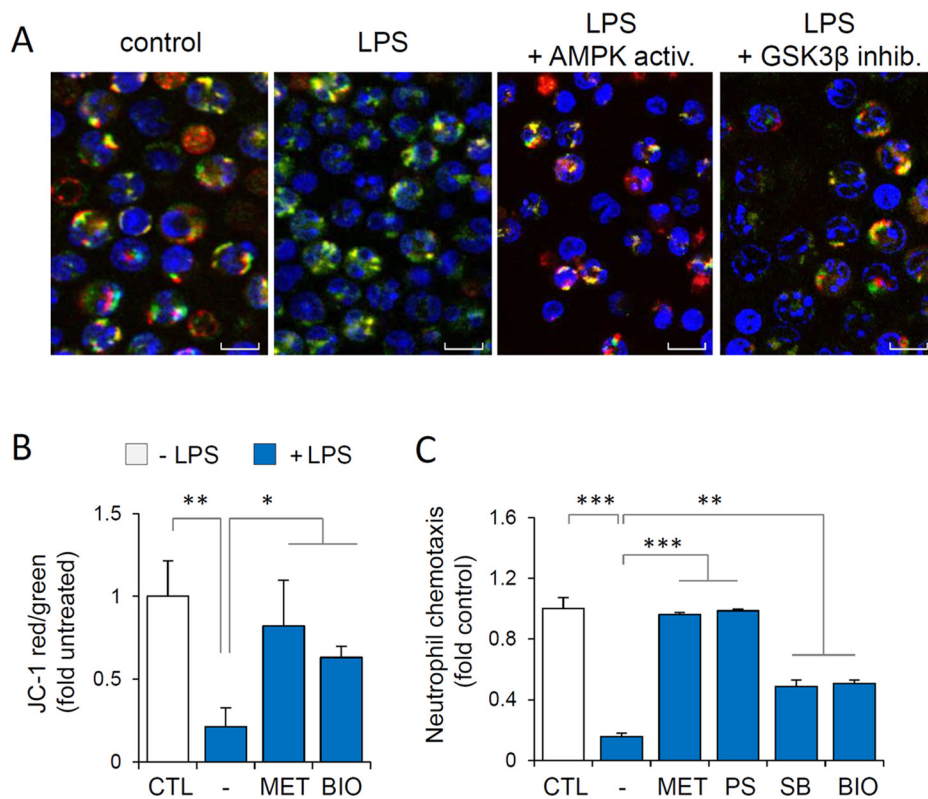 A
control
LPS
LPS
+ AMPK activ.
LPS
+ GSK3β inhib.
B
- LPS
+ LPS
JC-1 red/green
(fold untreated)
1.5
1
0.5
0
**
*
CTL - MET BIO
C
Neutrophil chemotaxis
(fold control)
1.6
1.2
0.8
0.4
0
***
**
***
CTL - MET PS SB BIO